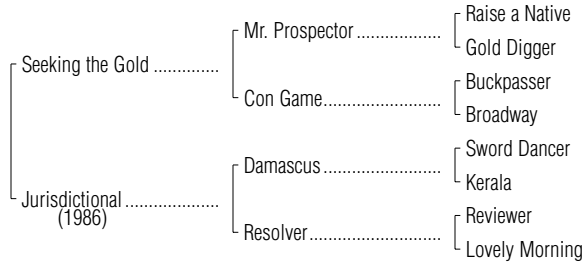 Raise a Native
Mr. Prospector ..................
Gold Digger
Seeking the Gold ..............
Buckpasser
Con Game.........................
Broadway
Sword Dancer
Damascus .........................
Kerala
Jurisdictional ....................
(1986)
Reviewer
Resolver............................
Lovely Morning